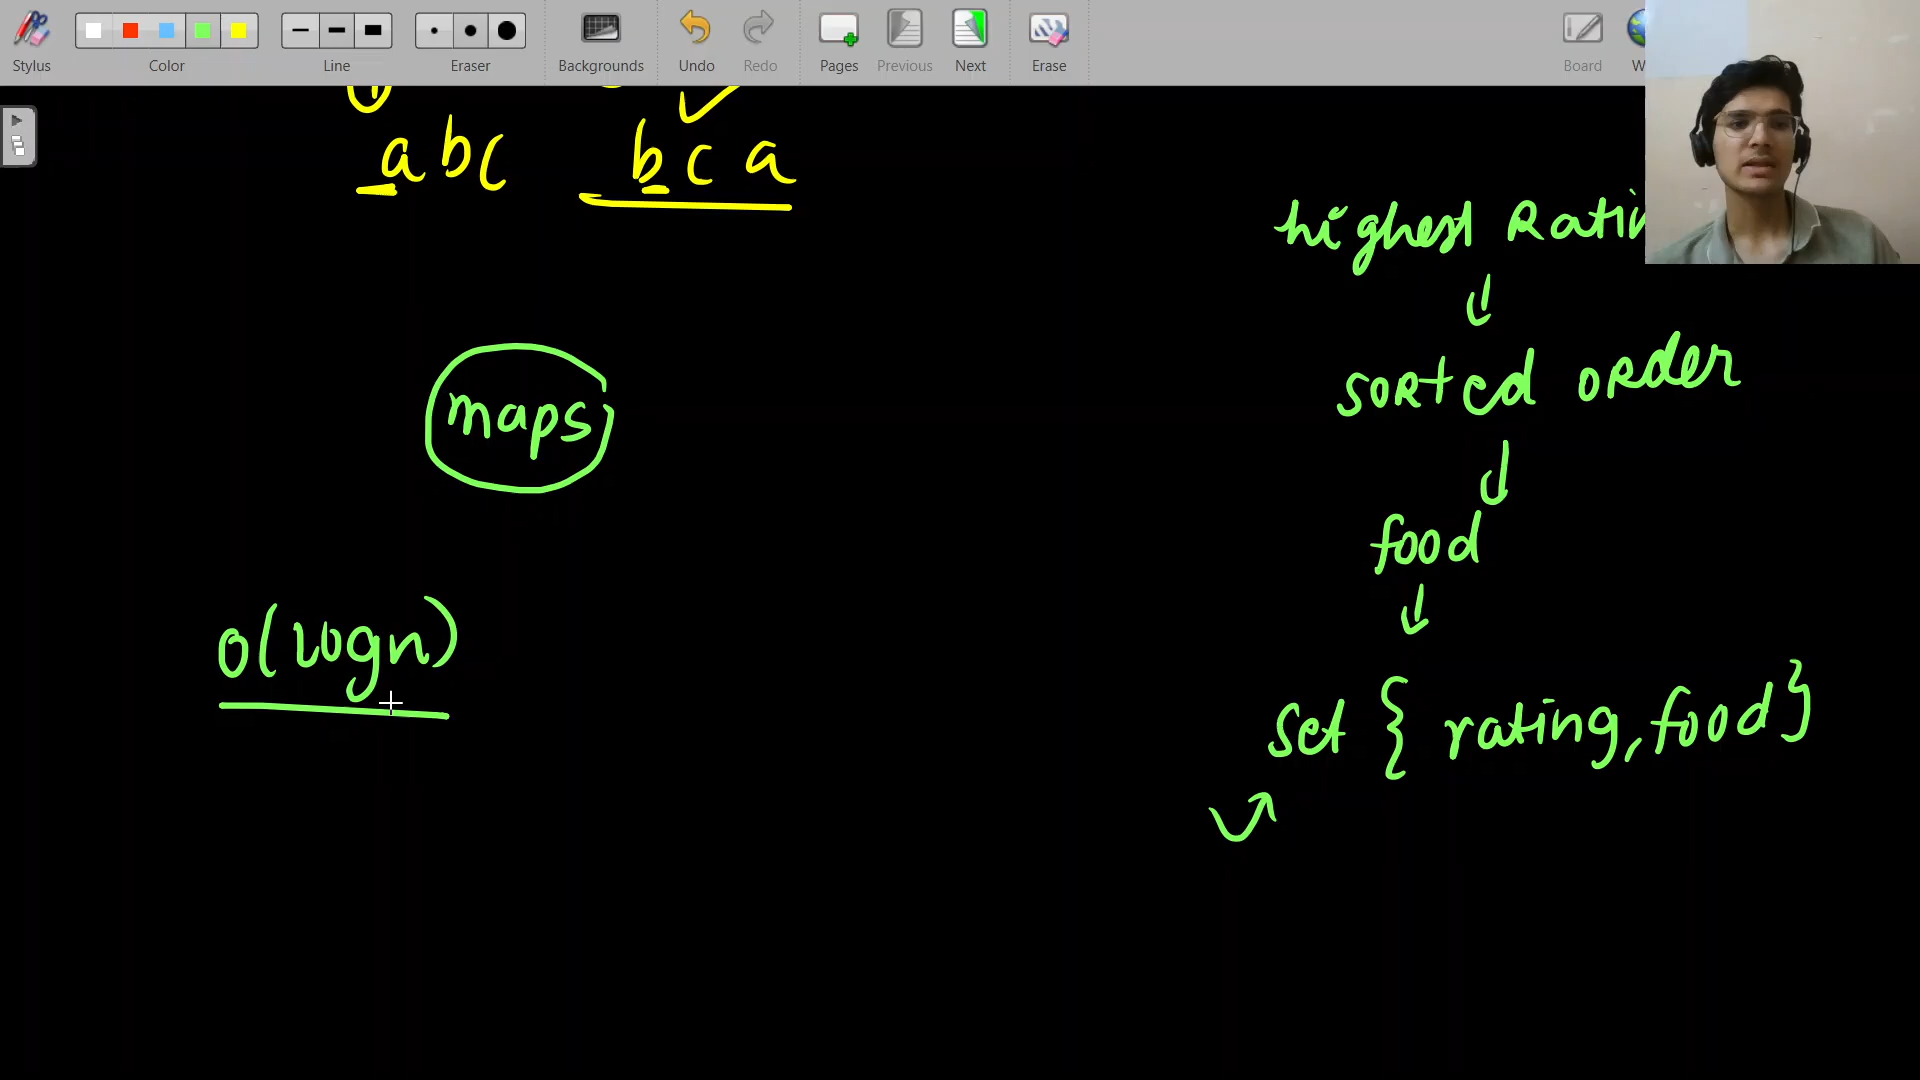 Stylus Color Line Eraser Backgrounds Undo Redo Pages Previous Next Erase Board
abc bca
highest
sorted order
maps
food
O(logn)
set { rating, food }